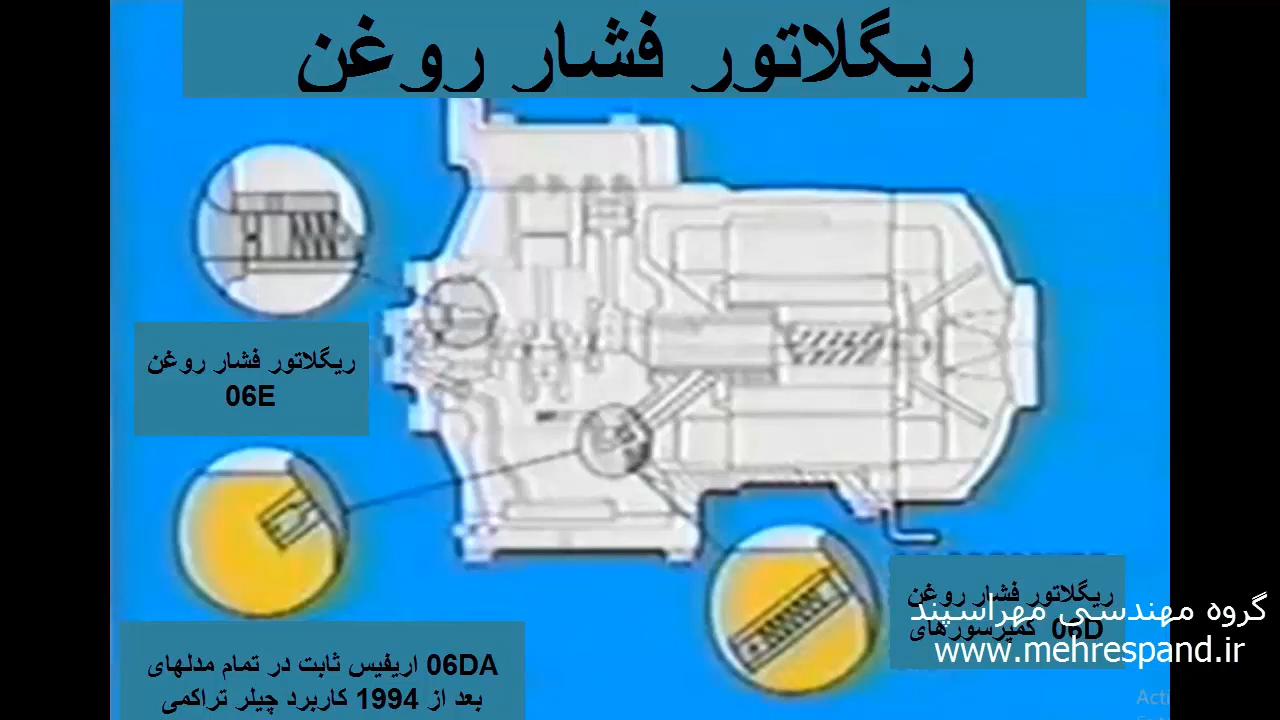 ریگلاتور فشار روغن
ریگلاتور فشار روغن
06E
ریگلاتور فشار روغن
06D کمپرسورهای
گروه مهندسی مهراسپند
www.mehrespand.ir
06DA اریفیس ثابت در تمام مدلهای
بعد از 1994 کاربرد چیلر تراکمی